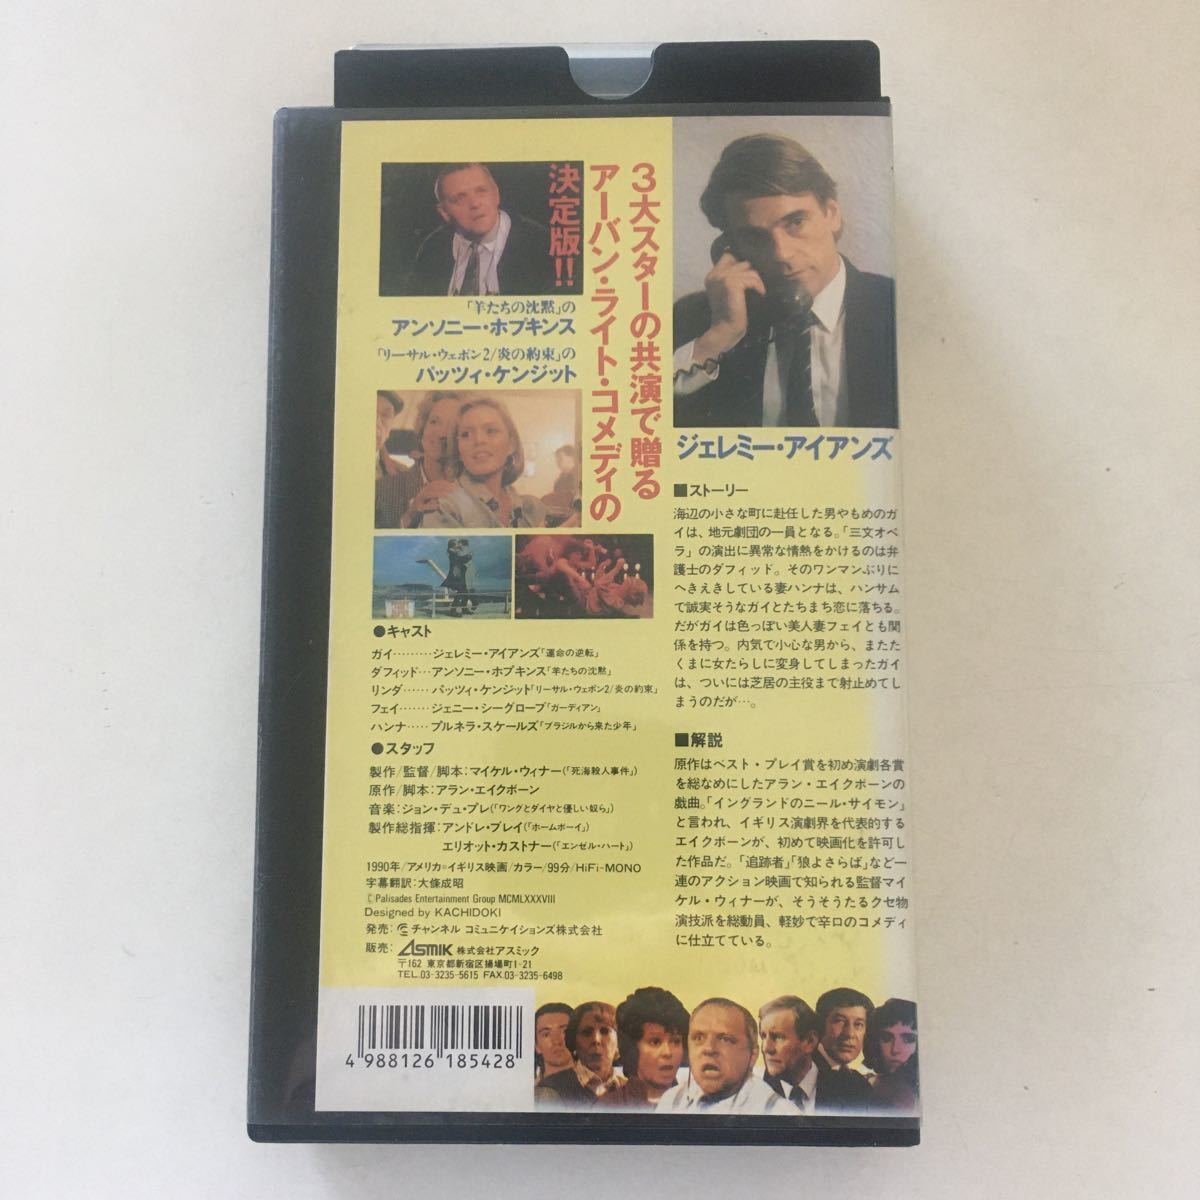 3大スターの共演で贈る
アーバン・ライト・コメディの
決定版!!
「羊たちの沈黙」の
アンソニー・ホプキンス
「リーサル・ウェポン2/炎の約束」の
パッツィ・ケンジット
ジェレミー・アイアンズ
■ストーリー
海辺の小さな町に赴任した男やもめのガ
イは、地元劇団の一員となる。「三文オペ
ラ」の演出に異常な情熱をかけるのは弁
護士のダフィッド。そのワンマンぶりに
へきえきしている妻ハンナは、ハンサム
で誠実そうなガイとたちまち恋に落ちる。
だがガイは色っぽい美人妻フェイとも関
係を持つ。内気で小心な男から、またた
くまに女たらしに変身してしまったガイ
は、ついには芝居の主役まで射止めてし
まうのだが…。
■解説
原作はベスト・プレイ賞を初め演劇各賞
を総なめにしたアラン・エイクボーンの
戯曲。「イングランドのニール・サイモン」
と言われ、イギリス演劇界を代表的する
エイクボーンが、初めて映画化を許可し
た作品だ。「追跡者」「狼よさらば」など一
連のアクション映画で知られる監督マイ
ケル・ウィナーが、そうそうたるクセ物
演技派を総動員、軽妙で辛口のコメディ
に仕立てている。
●キャスト
ガイ………ジェレミー・アイアンズ「運命の逆転」
ダフィッド…アンソニー・ホプキンス「羊たちの沈黙」
リンダ……パッツィ・ケンジット「リーサル・ウェポン2/炎の約束」
フェイ……ジェニー・シーグローブ「ガーディアン」
ハンナ……プルネラ・スケールズ「ブラジルから来た少年」
●スタッフ
製作/監督/脚本:マイケル・ウィナー(「死海殺人事件」)
原作/脚本:アラン・エイクボーン
音楽:ジョン・デュ・プレ(「ワンダとダイヤと優しい奴ら」)
製作総指揮:アンドレ・ブレイ(「ホームボーイ」)
エリオット・カストナー(「エンゼル・ハート」)
1990年/アメリカ=イギリス映画/カラー/99分/HiFi-MONO
字幕翻訳:大條成昭
© Palisades Entertainment Group MCMLXXXVIII
Designed by KACHIDOKI
発売: チャンネル コミュニケイションズ株式会社
販売: ASMIK 株式会社アスミック
〒162 東京都新宿区揚場町1-21
TEL.03-3235-5615 FAX.03-3235-6498
4 988126 185428